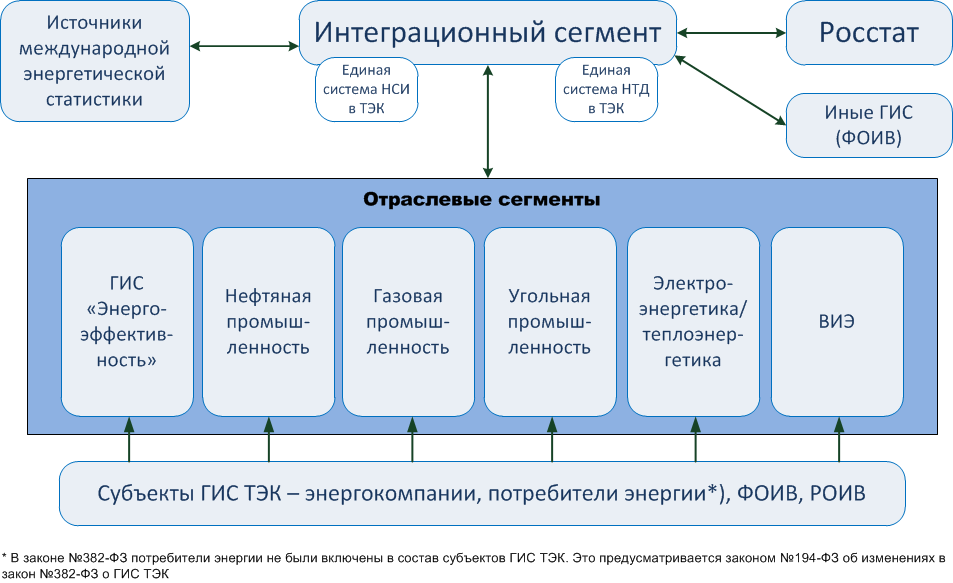 Источники
международной
энергетической
статистики
Интеграционный сегмент
Росстат
Единая
система НСИ
в ТЭК
Единая
система НТД
в ТЭК
Иные ГИС
(ФОИВ)
Отраслевые сегменты
ГИС
«Энерго-
эффектив-
ность»
Нефтяная
промыш-
ленность
Газовая
промыш-
ленность
Угольная
промыш-
ленность
Электро-
энергетика/
теплоэнер-
гетика
ВИЭ
Субъекты ГИС ТЭК – энергокомпании, потребители энергии*), ФОИВ, РОИВ
* В законе №382-ФЗ потребители энергии не были включены в состав субъектов ГИС ТЭК. Это предусматривается законом №194-ФЗ об изменениях в
закон №382-ФЗ о ГИС ТЭК